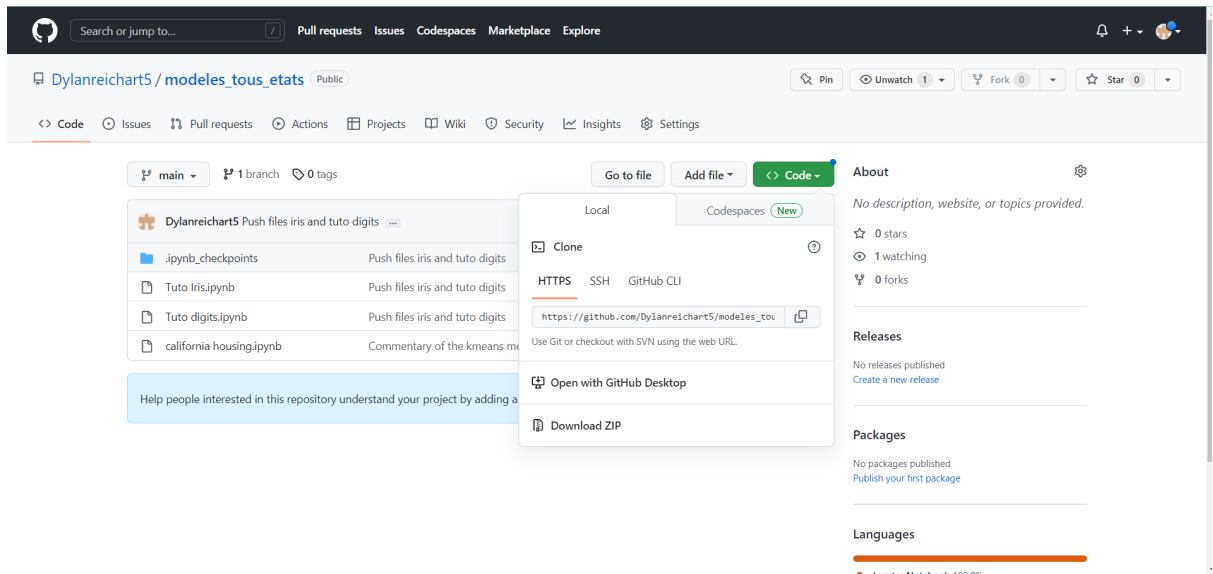 Search or jump to... / Pull requests Issues Codespaces Marketplace Explore
Dylanreichart5 / modeles_tous_etats Public Pin Unwatch 1 Fork 0 Star 0
<> Code Issues Pull requests Actions Projects Wiki Security Insights Settings
main 1 branch 0 tags Go to file Add file <> Code
Dylanreichart5 Push files iris and tuto digits ...
.ipynb_checkpoints Push files iris and tuto digits
Tuto Iris.ipynb Push files iris and tuto digits
Tuto digits.ipynb Push files iris and tuto digits
california housing.ipynb Commentary of the kmeans me
Help people interested in this repository understand your project by adding a
Local Codespaces New
Clone
HTTPS SSH GitHub CLI
https://github.com/Dylanreichart5/modeles_tou
Use Git or checkout with SVN using the web URL.
Open with GitHub Desktop
Download ZIP
About
No description, website, or topics provided.
0 stars
1 watching
0 forks
Releases
No releases published
Create a new release
Packages
No packages published
Publish your first package
Languages